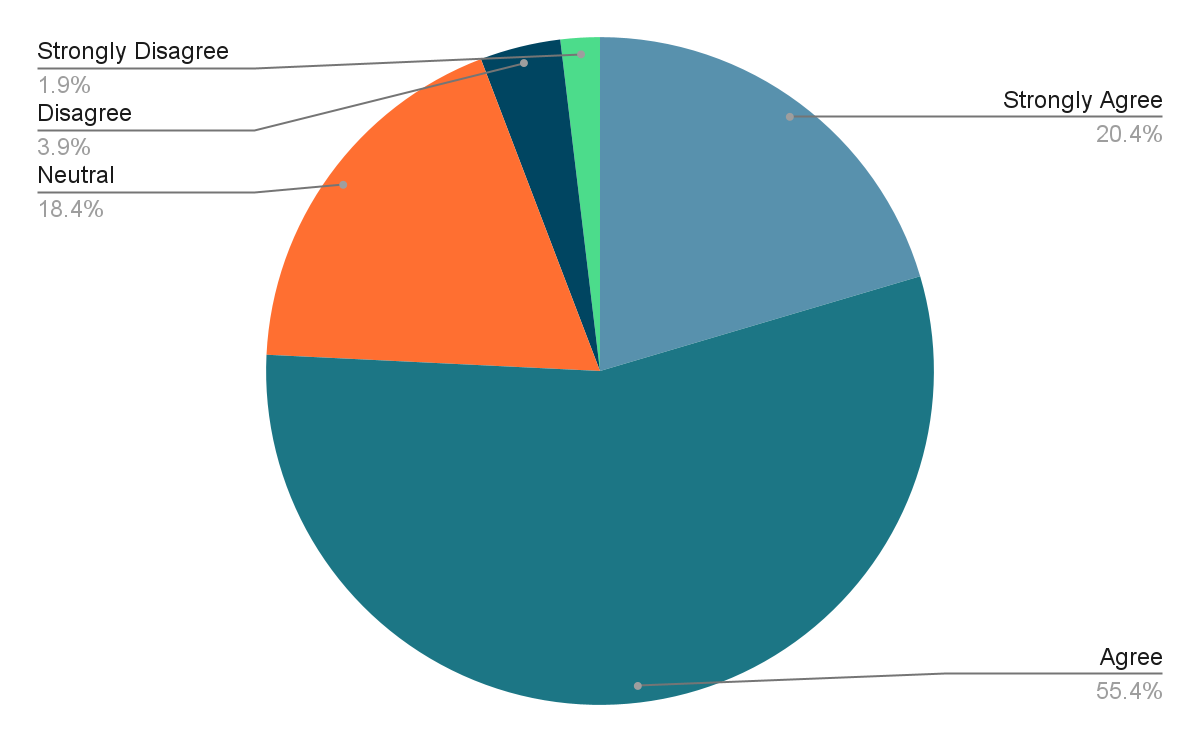 Strongly Disagree
1.9%
Disagree
3.9%
Neutral
18.4%
Strongly Agree
20.4%
Agree
55.4%